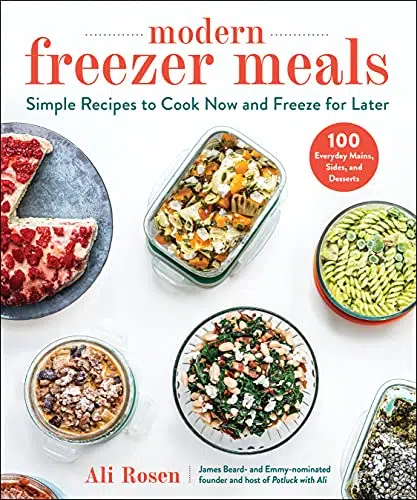 modern
freezer meals
Simple Recipes to Cook Now and Freeze for Later
100
Everyday Mains,
Sides, and
Desserts
Ali Rosen
James Beard- and Emmy-nominated
founder and host of Potluck with Ali